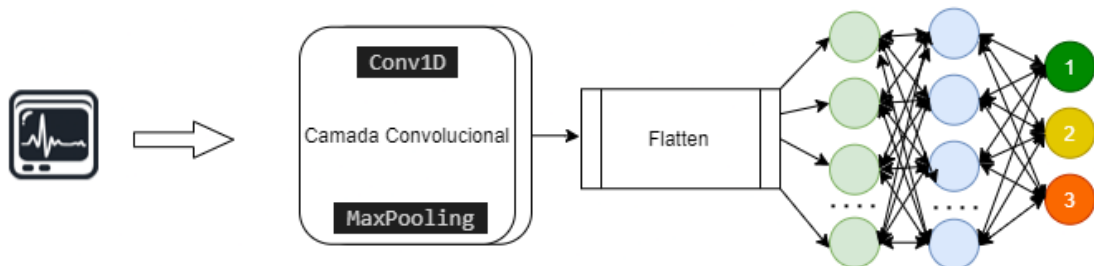 Conv1D
Camada Convolucional
MaxPooling
Flatten
....
....
1
2
3